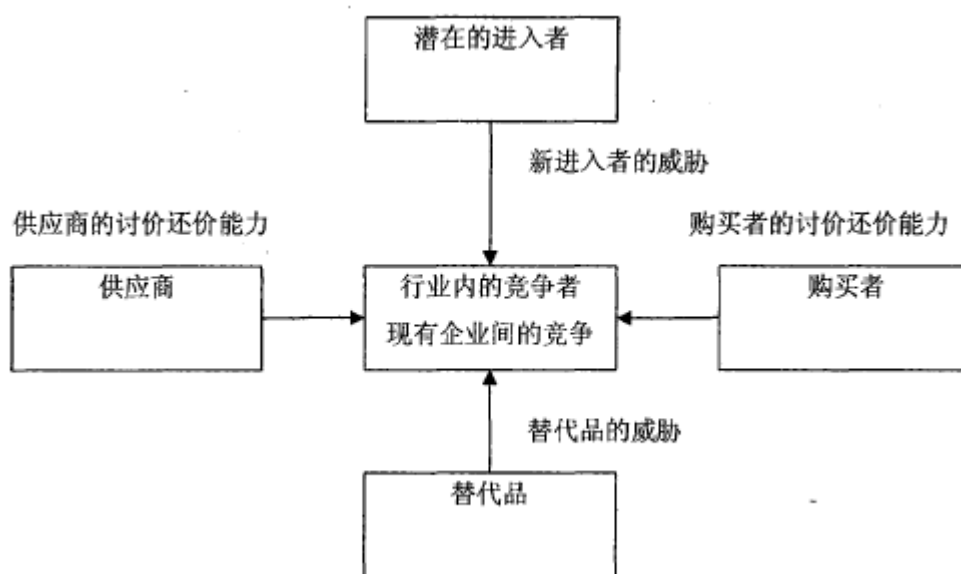 潜在的进入者
新进入者的威胁
供应商的讨价还价能力
购买者的讨价还价能力
供应商
行业内的竞争者
现有企业间的竞争
购买者
替代品的威胁
替代品